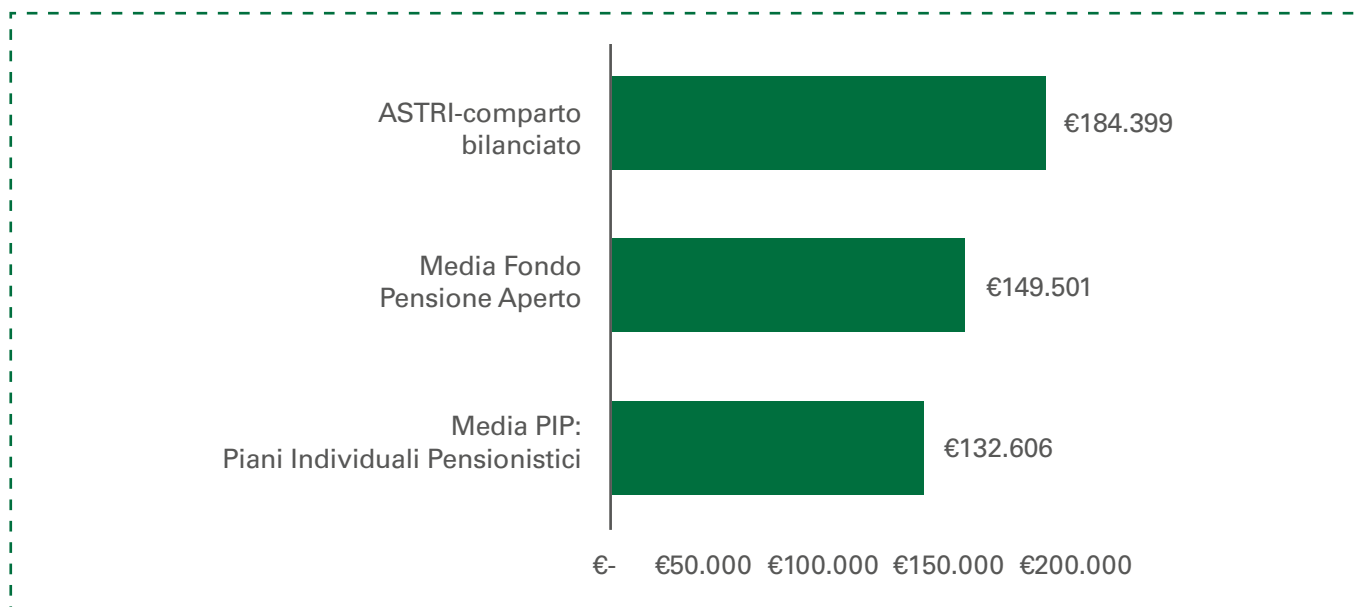 ASTRI-comparto
bilanciato
€184.399
Media Fondo
Pensione Aperto
€149.501
Media PIP:
Piani Individuali Pensionistici
€132.606
€- €50.000 €100.000 €150.000 €200.000